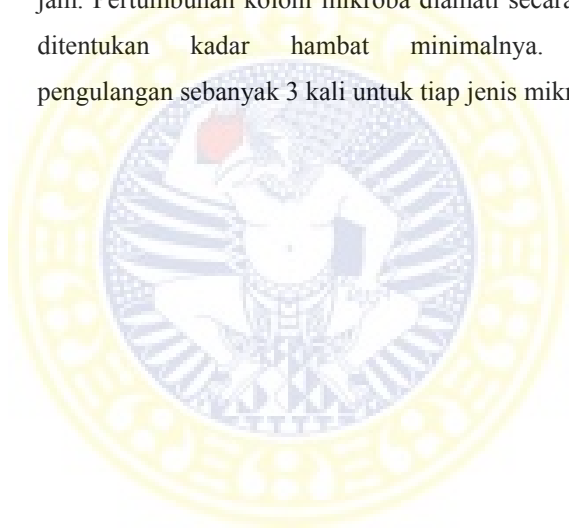 jam. Pertumbuhan koloni mikroba diamati secara
ditentukan kadar hambat minimalnya.
pengulangan sebanyak 3 kali untuk tiap jenis